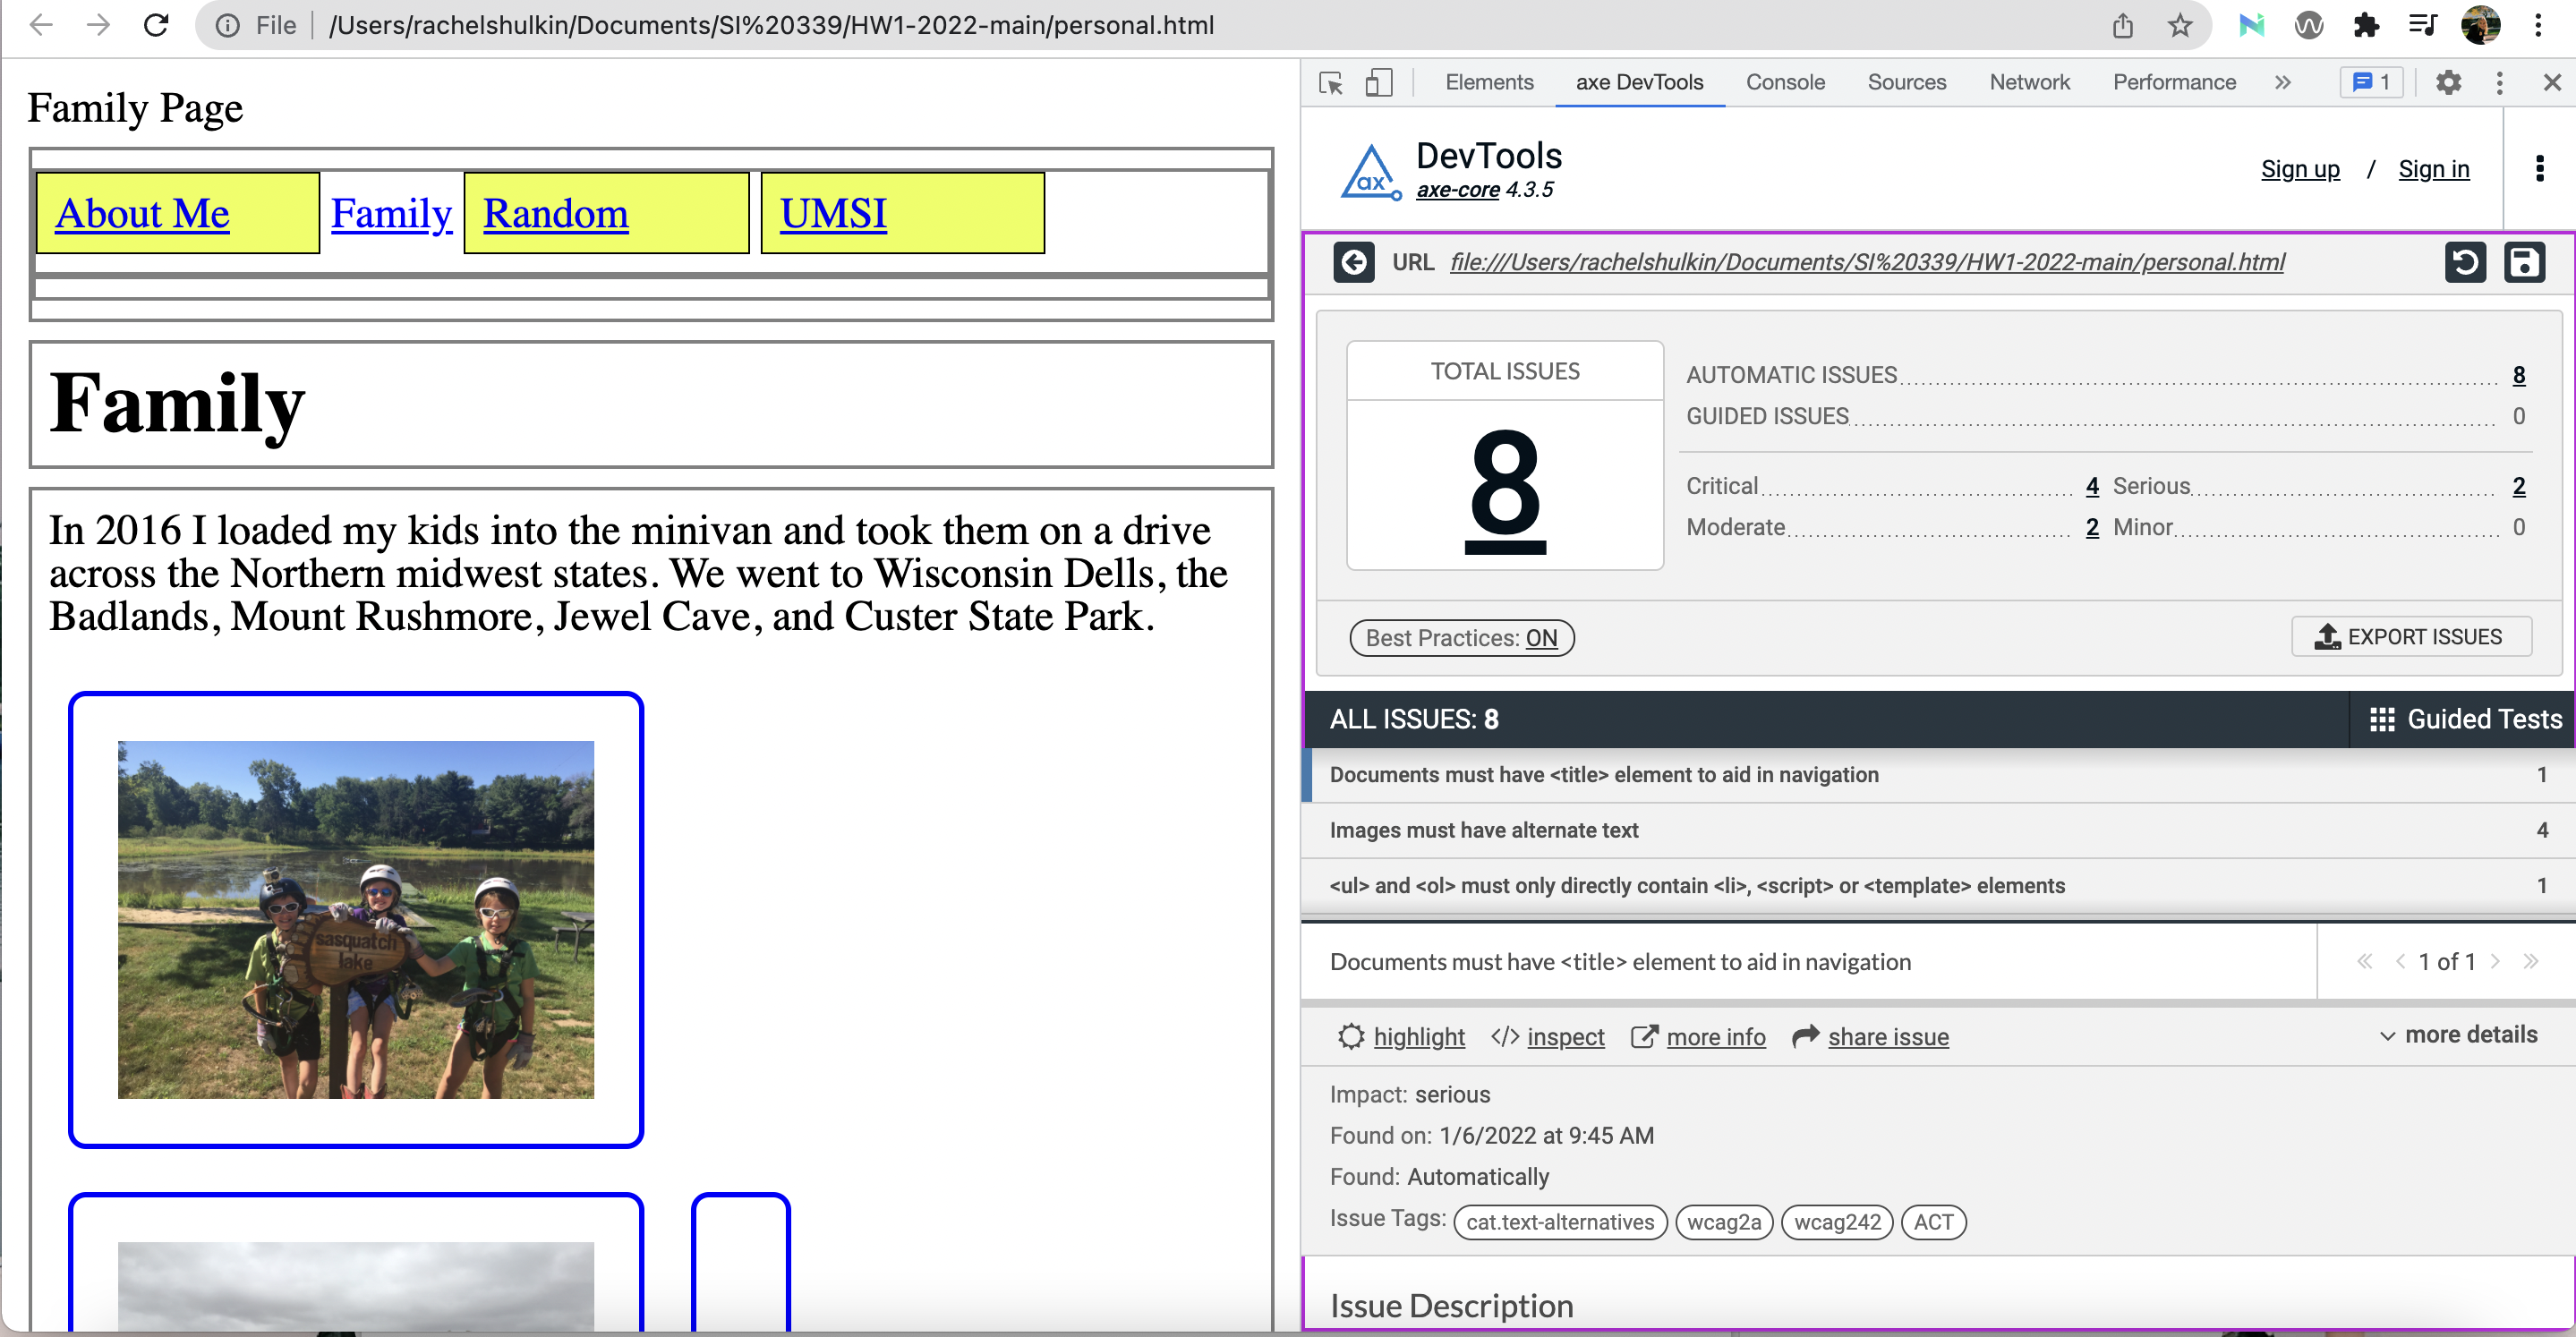 File | /Users/rachelshulkin/Documents/SI%20339/HW1-2022-main/personal.html
Family Page
About Me Family Random UMSI
Family
In 2016 I loaded my kids into the minivan and took them on a drive
across the Northern midwest states. We went to Wisconsin Dells, the
Badlands, Mount Rushmore, Jewel Cave, and Custer State Park.
sasquatch
lake
Elements axe DevTools Console Sources Network Performance » 1
ax DevTools
axe-core 4.3.5
Sign up / Sign in
URL file:///Users/rachelshulkin/Documents/SI%20339/HW1-2022-main/personal.html
TOTAL ISSUES
8
AUTOMATIC ISSUES 8
GUIDED ISSUES 0
Critical 4 Serious 2
Moderate 2 Minor 0
Best Practices: ON
EXPORT ISSUES
ALL ISSUES: 8 Guided Tests
Documents must have <title> element to aid in navigation 1
Images must have alternate text 4
<ul> and <ol> must only directly contain <li>, <script> or <template> elements 1
Documents must have <title> element to aid in navigation « < 1 of 1 > »
highlight </> inspect more info share issue more details
Impact: serious
Found on: 1/6/2022 at 9:45 AM
Found: Automatically
Issue Tags: cat.text-alternatives wcag2a wcag242 ACT
Issue Description